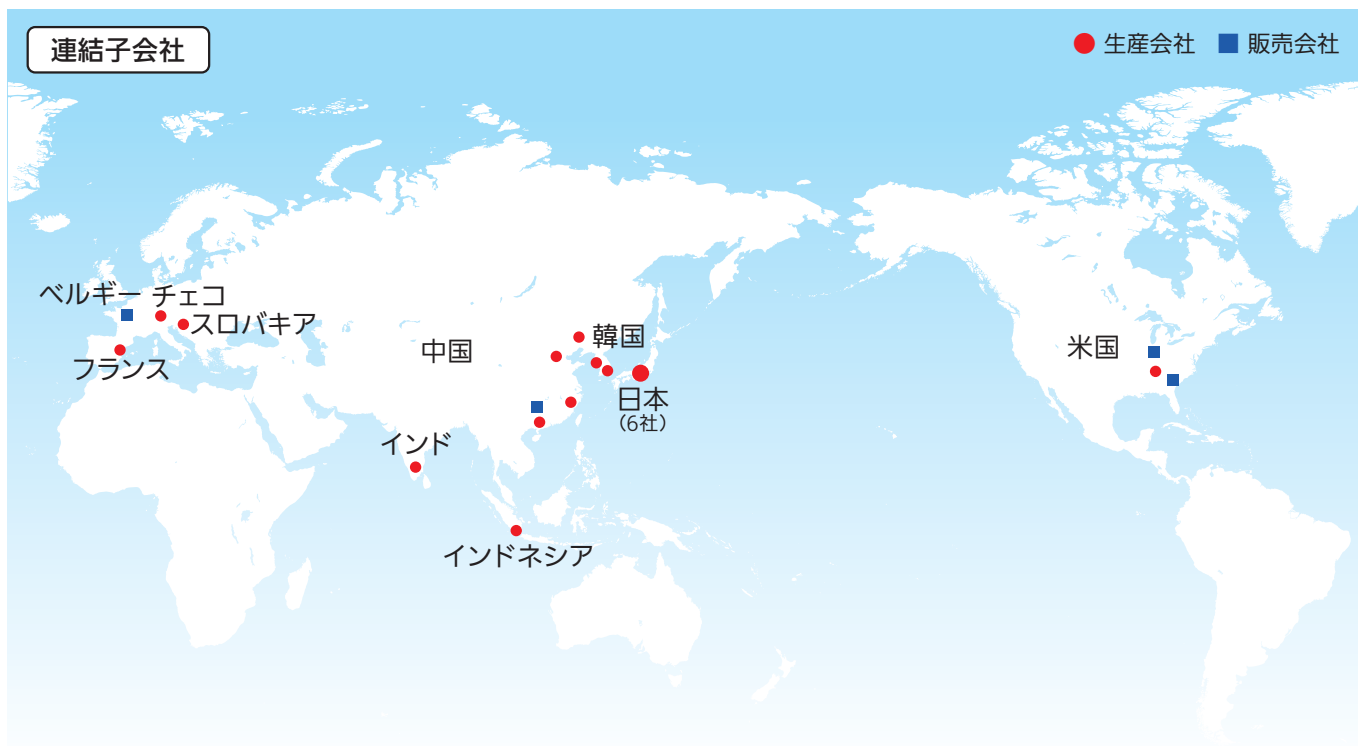 連結子会社
生産会社
販売会社
ベルギー
チェコ
スロバキア
フランス
中国
韓国
日本
(6社)
インド
インドネシア
米国